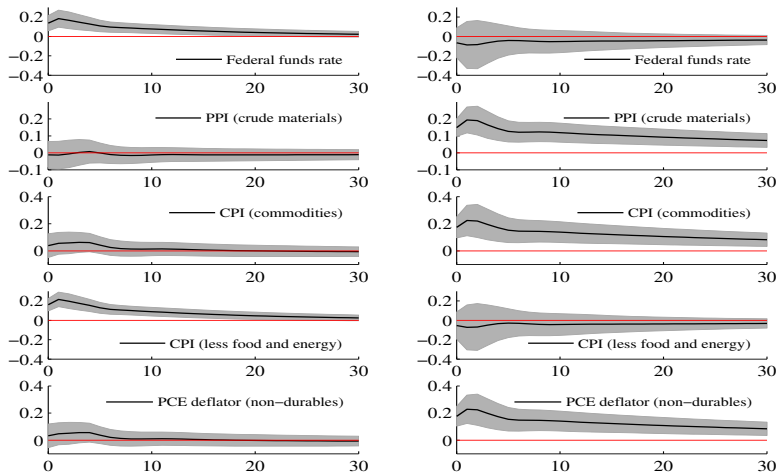 0.2
0
−0.2
−0.4
0 10 20 30
Federal funds rate
0.2
0
−0.2
−0.4
0 10 20 30
Federal funds rate
0.2
0.1
0
−0.1
0 10 20 30
PPI (crude materials)
0.2
0.1
0
−0.1
0 10 20 30
PPI (crude materials)
0.4
0.2
0
0 10 20 30
CPI (commodities)
0.4
0.2
0
0 10 20 30
CPI (commodities)
0.2
0
−0.2
−0.4
0 10 20 30
CPI (less food and energy)
0.2
0
−0.2
−0.4
0 10 20 30
CPI (less food and energy)
0.4
0.2
0
0 10 20 30
PCE deflator (non−durables)
0.4
0.2
0
0 10 20 30
PCE deflator (non−durables)